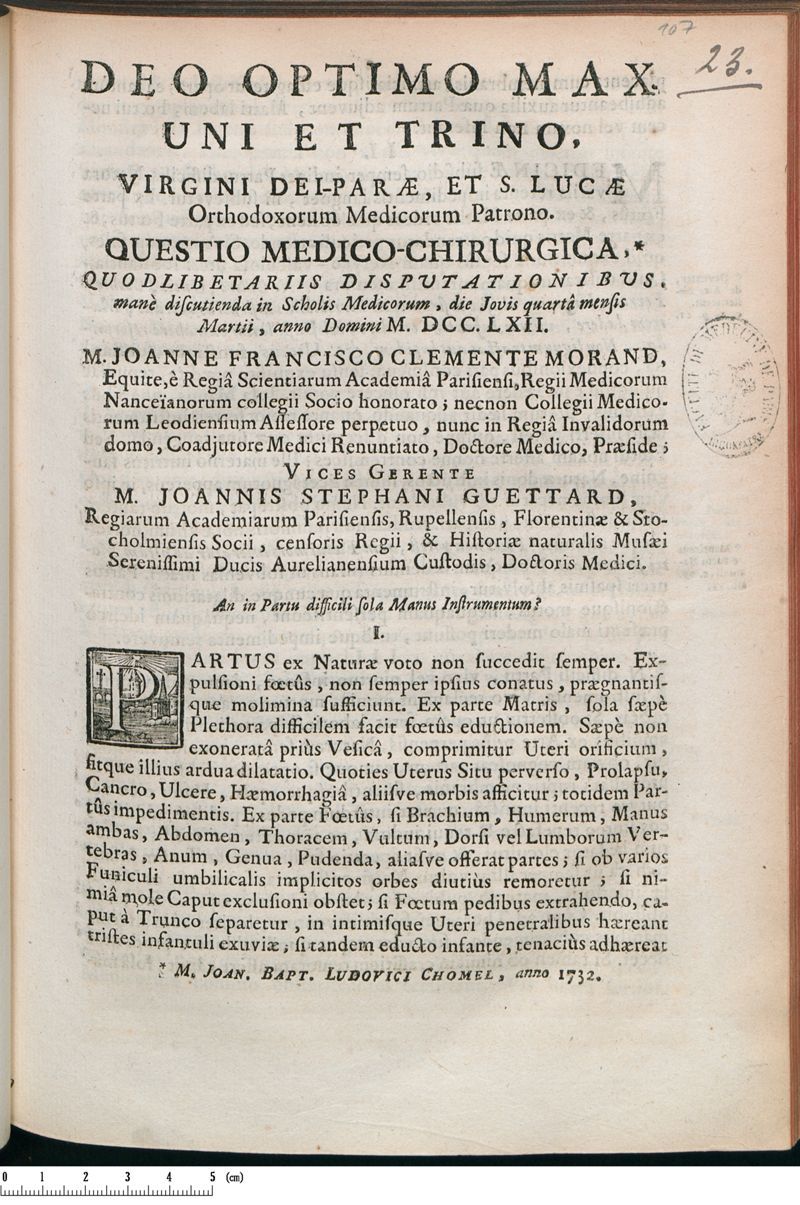 107
23.
DEO OPTIMO MAX.
UNI ET TRINO,
VIRGINI DEI-PARÆ, ET S. LUCÆ
Orthodoxorum Medicorum Patrono.
QUESTIO MEDICO-CHIRURGICA,*
QUODLIBETARIIS DISPUTATIONIBUS,
manè diſcutienda in Scholis Medicorum, die Jovis quartâ menſis
Martii, anno Domini M. DCC. LXII.
M. JOANNE FRANCISCO CLEMENTE MORAND,
Equite, è Regiâ Scientiarum Academiâ Pariſienſi, Regii Medicorum
Nanceïanorum collegii Socio honorato; necnon Collegii Medico-
rum Leodienſium Aſſeſſore perpetuo, nunc in Regiâ Invalidorum
domo, Coadjutore Medici Renuntiato, Doctore Medico, Præſide;
VICES GERENTE
M. JOANNIS STEPHANI GUETTARD,
Regiarum Academiarum Pariſienſis, Rupellenſis, Florentinæ & Sto-
cholmienſis Socii, cenſoris Regii, & Hiſtoriæ naturalis Muſæi
Sereniſſimi Ducis Aurelianenſium Cuſtodis, Doctoris Medici.
An in Partu difficili ſola Manus Inſtrumentum?
I.
PARTUS ex Naturæ voto non ſuccedit ſemper. Ex-
pulſioni fœtûs, non ſemper ipſius conatus, prægnantiſ-
que molimina ſufficiunt. Ex parte Matris, ſola ſæpè
Plethora difficilem facit fœtûs eductionem. Sæpè non
exoneratâ priùs Veſicâ, comprimitur Uteri orificium,
fitque illius ardua dilatatio. Quoties Uterus Situ perverſo, Prolapſu,
Cancro, Ulcere, Hæmorrhagiâ, aliiſve morbis afficitur; totidem Par-
tûs impedimentis. Ex parte Fœtûs, ſi Brachium, Humerum, Manus
ambas, Abdomen, Thoracem, Vultum, Dorſi vel Lumborum Ver-
tebras, Anum, Genua, Pudenda, aliaſve offerat partes; ſi ob varios
Funiculi umbilicalis implicitos orbes diutiùs remoretur; ſi ni-
miâ mole Caput excluſioni obſtet; ſi Fœtum pedibus extrahendo, ca-
put à Trunco ſeparetur, in intimiſque Uteri penetralibus hæreant
triſtes infantuli exuviæ; ſi tandem educto infante, tenaciùs adhæreat
* M. JOAN. BAPT. LUDOVICI CHOMEL, anno 1732.
0 1 2 3 4 5 (cm)